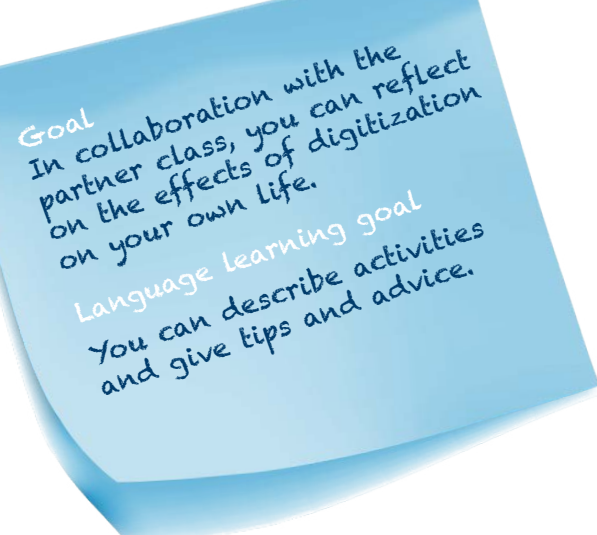 Goal
In collaboration with the
partner class, you can reflect
on the effects of digitization
on your own life.
Language learning goal
You can describe activities
and give tips and advice.